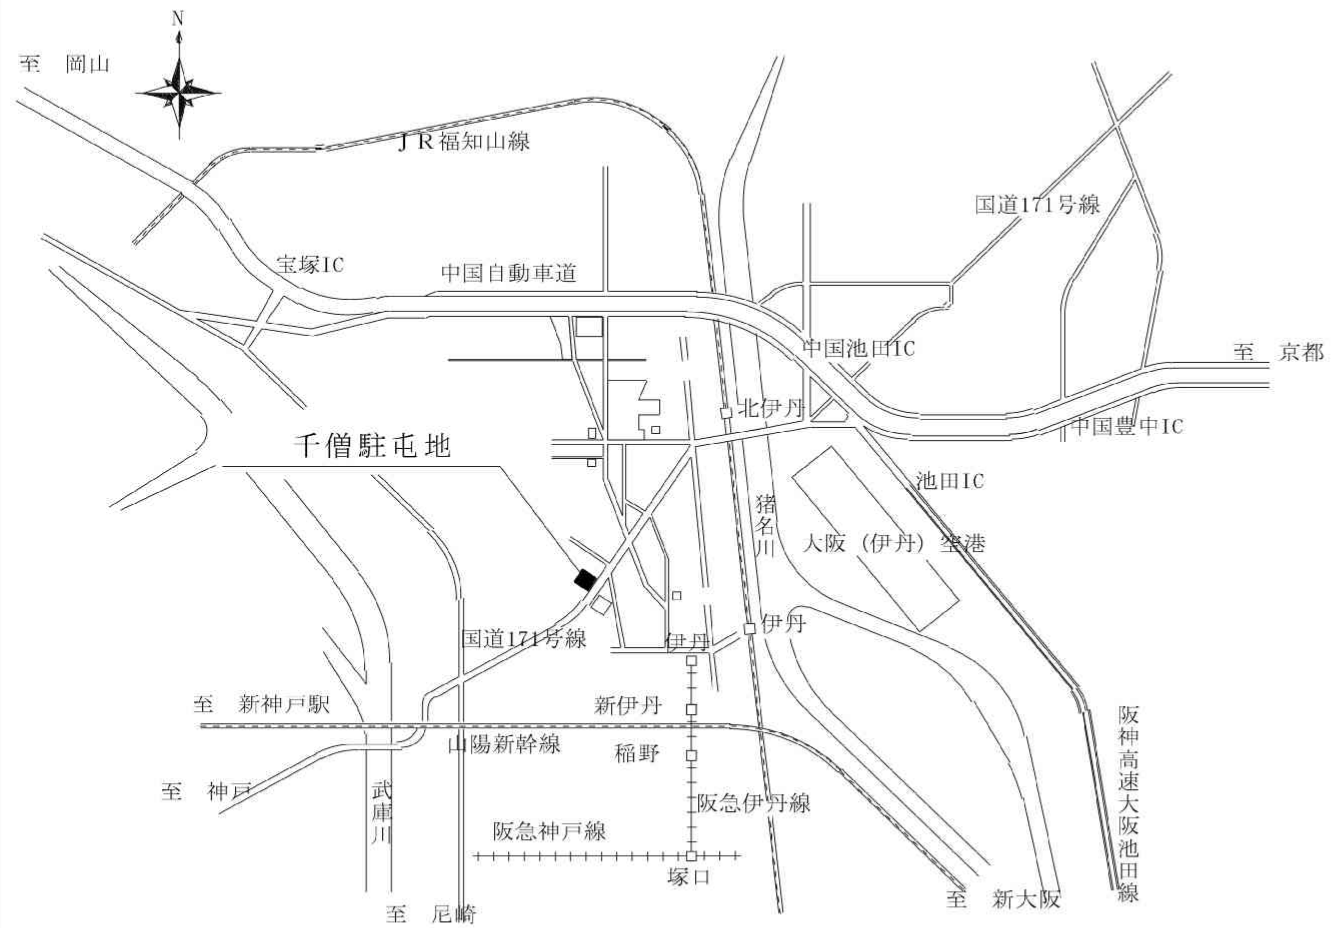 N
至　岡山
ＪＲ福知山線
国道171号線
宝塚IC
中国自動車道
中国池田IC
至　京都
北伊丹
中国豊中IC
千僧駐屯地
池田IC
猪名川
大阪（伊丹）空港
伊丹
国道171号線
伊丹
至　新神戸駅
新伊丹
山陽新幹線
稲野
阪神高速大阪池田線
至　神戸
武庫川
阪急伊丹線
阪急神戸線
塚口
至　新大阪
至　尼崎